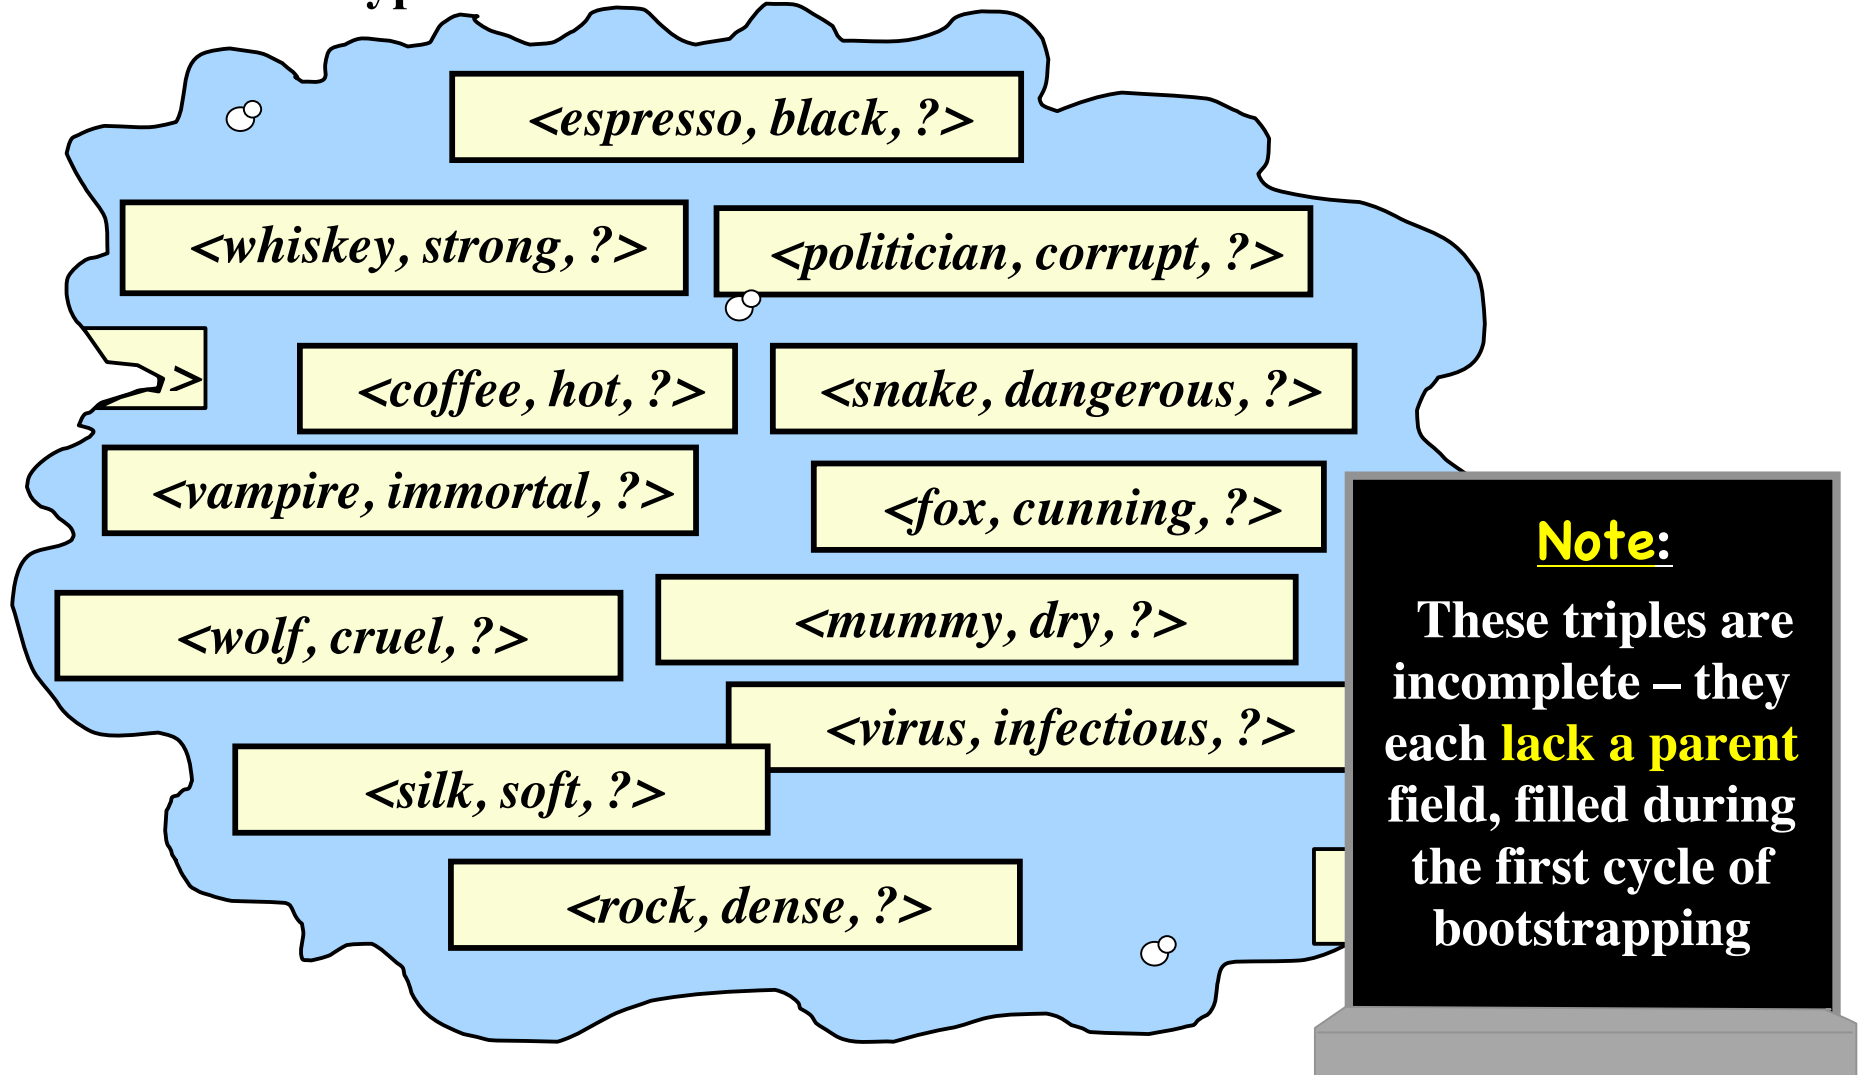 <espresso, black, ?>
<whiskey, strong, ?>
<politician, corrupt, ?>
>
<coffee, hot, ?>
<snake, dangerous, ?>
<vampire, immortal, ?>
<fox, cunning, ?>
<wolf, cruel, ?>
<mummy, dry, ?>
<virus, infectious, ?>
<silk, soft, ?>
<rock, dense, ?>
Note:
These triples are
incomplete – they
each lack a parent
field, filled during
the first cycle of
bootstrapping